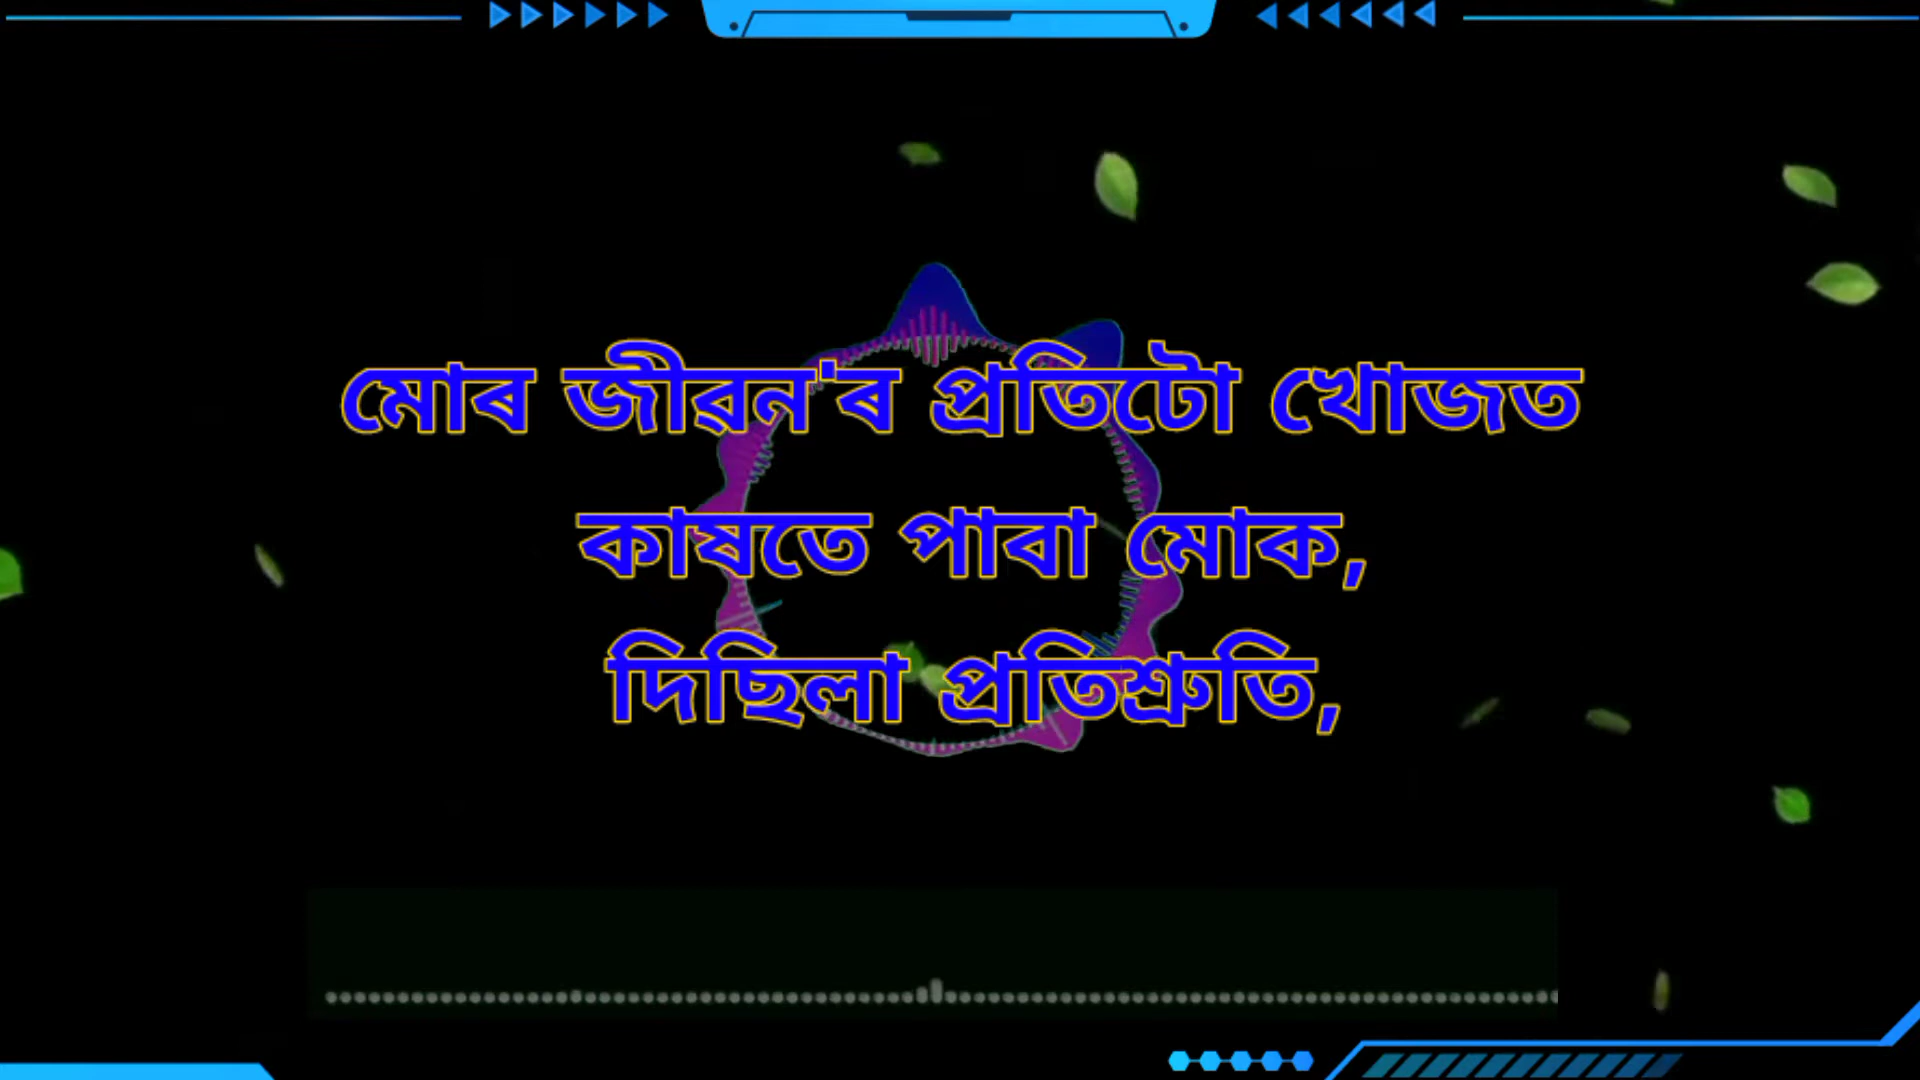 মোৰ জীৱন'ৰ প্ৰতিটো খোজত
কাষতে পাবা মোক,
দিছিলা প্ৰতিশ্ৰুতি,